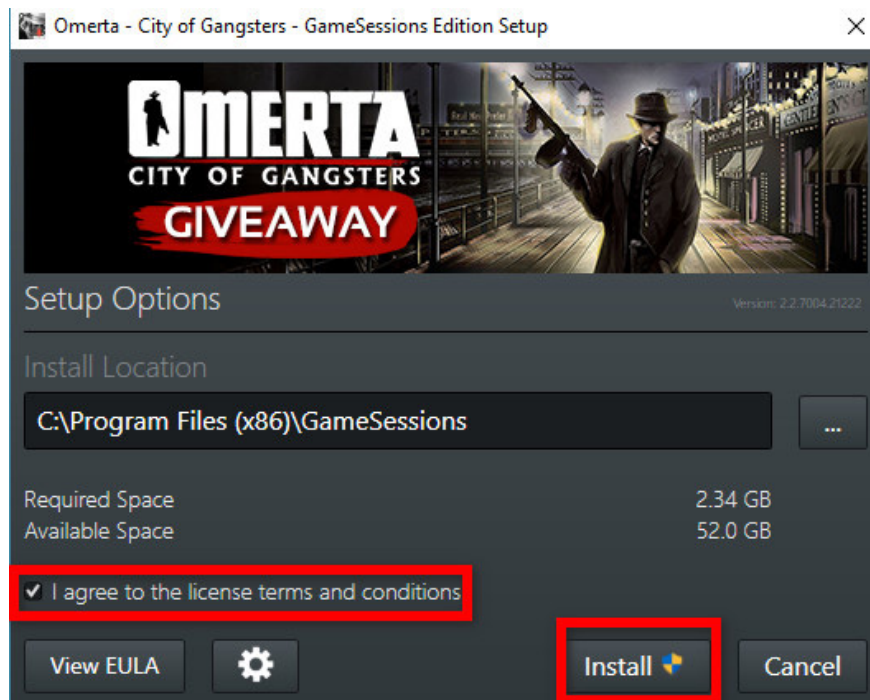 Omerta - City of Gangsters - GameSessions Edition Setup
OMERTA
CITY OF GANGSTERS
GIVEAWAY
Setup Options
Version: 2.2.7004.21222
Install Location
C:\Program Files (x86)\GameSessions
...
Required Space 2.34 GB
Available Space 52.0 GB
I agree to the license terms and conditions
View EULA Install Cancel